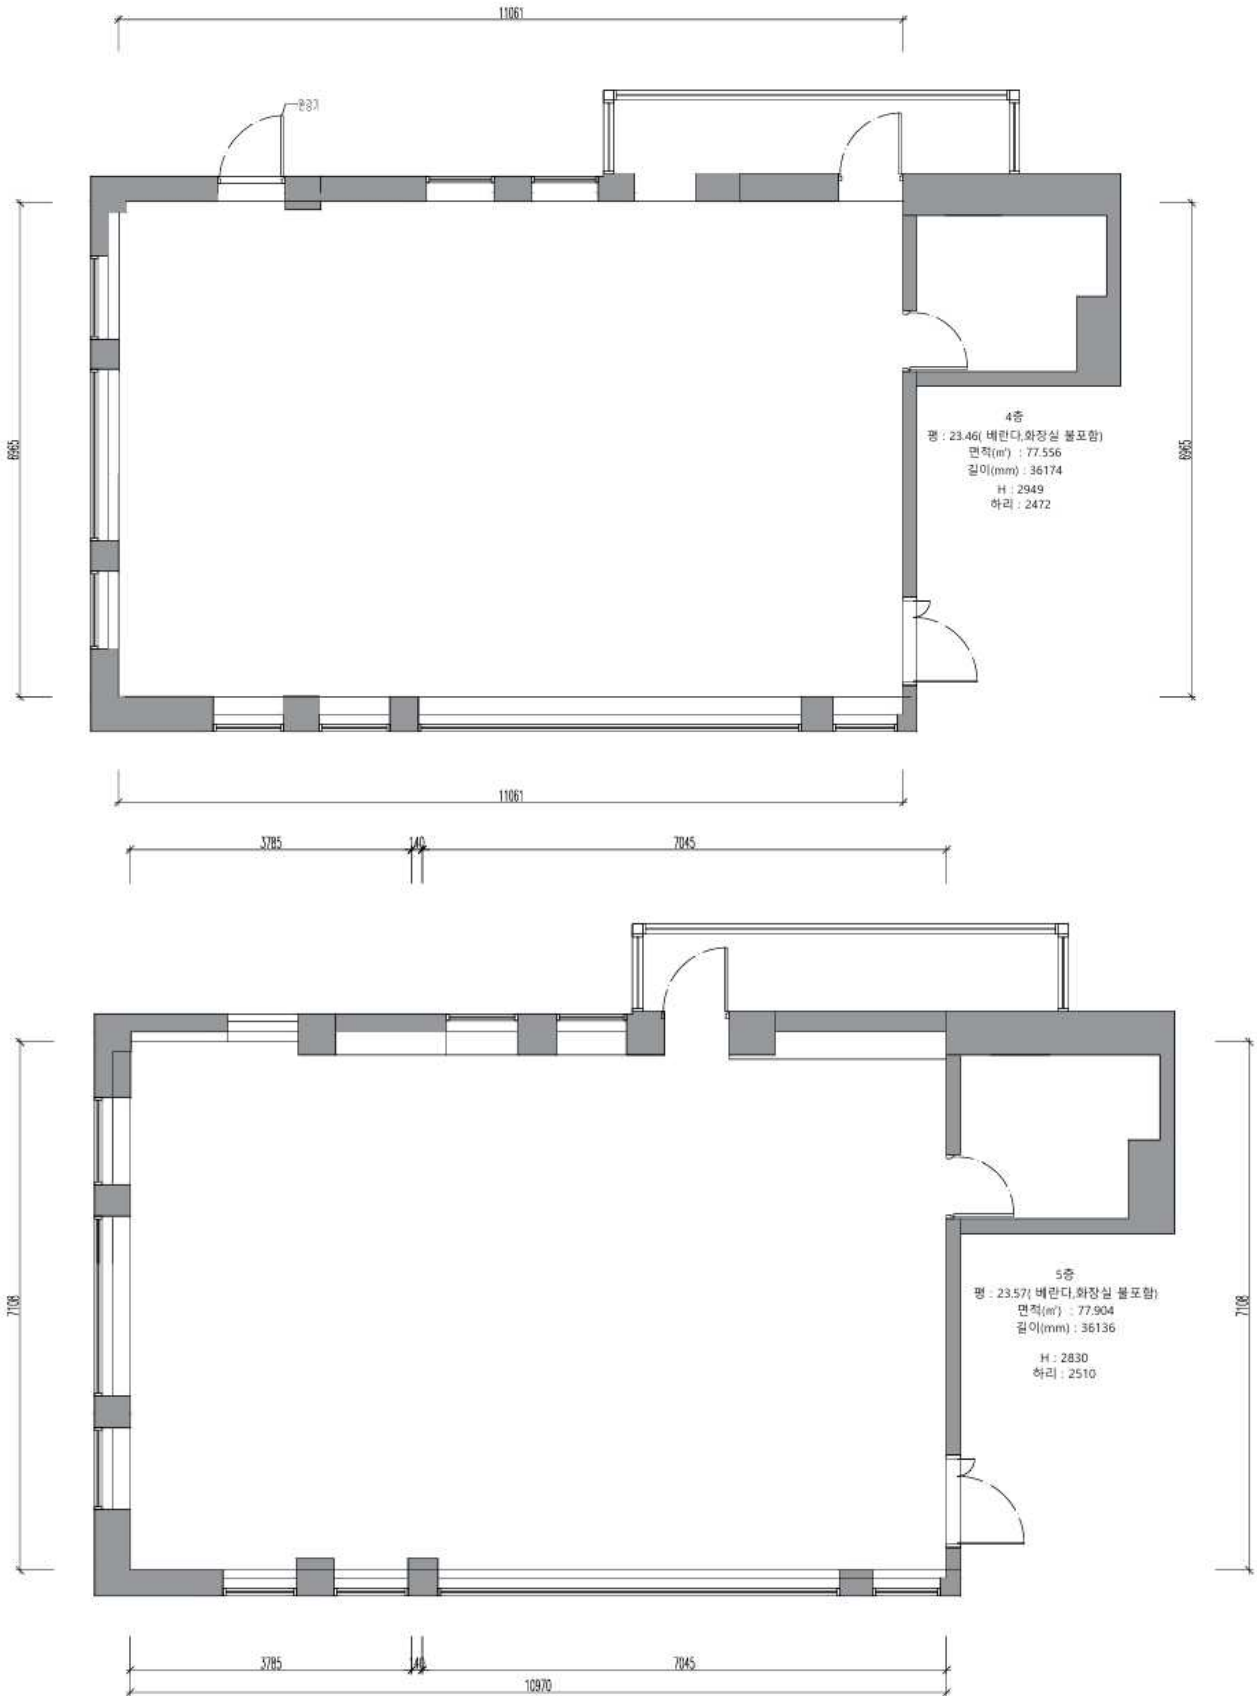 11061
완강기
6965
6965
4층
평 : 23.46( 베란다,화장실 불포함)
면적(㎡) : 77.556
길이(mm) : 36174
H : 2949
하리 : 2472
11061
3785
140
7045
7108
7108
5층
평 : 23.57( 베란다,화장실 불포함)
면적(㎡) : 77.904
길이(mm) : 36136
H : 2830
하리 : 2510
3785
140
7045
10970